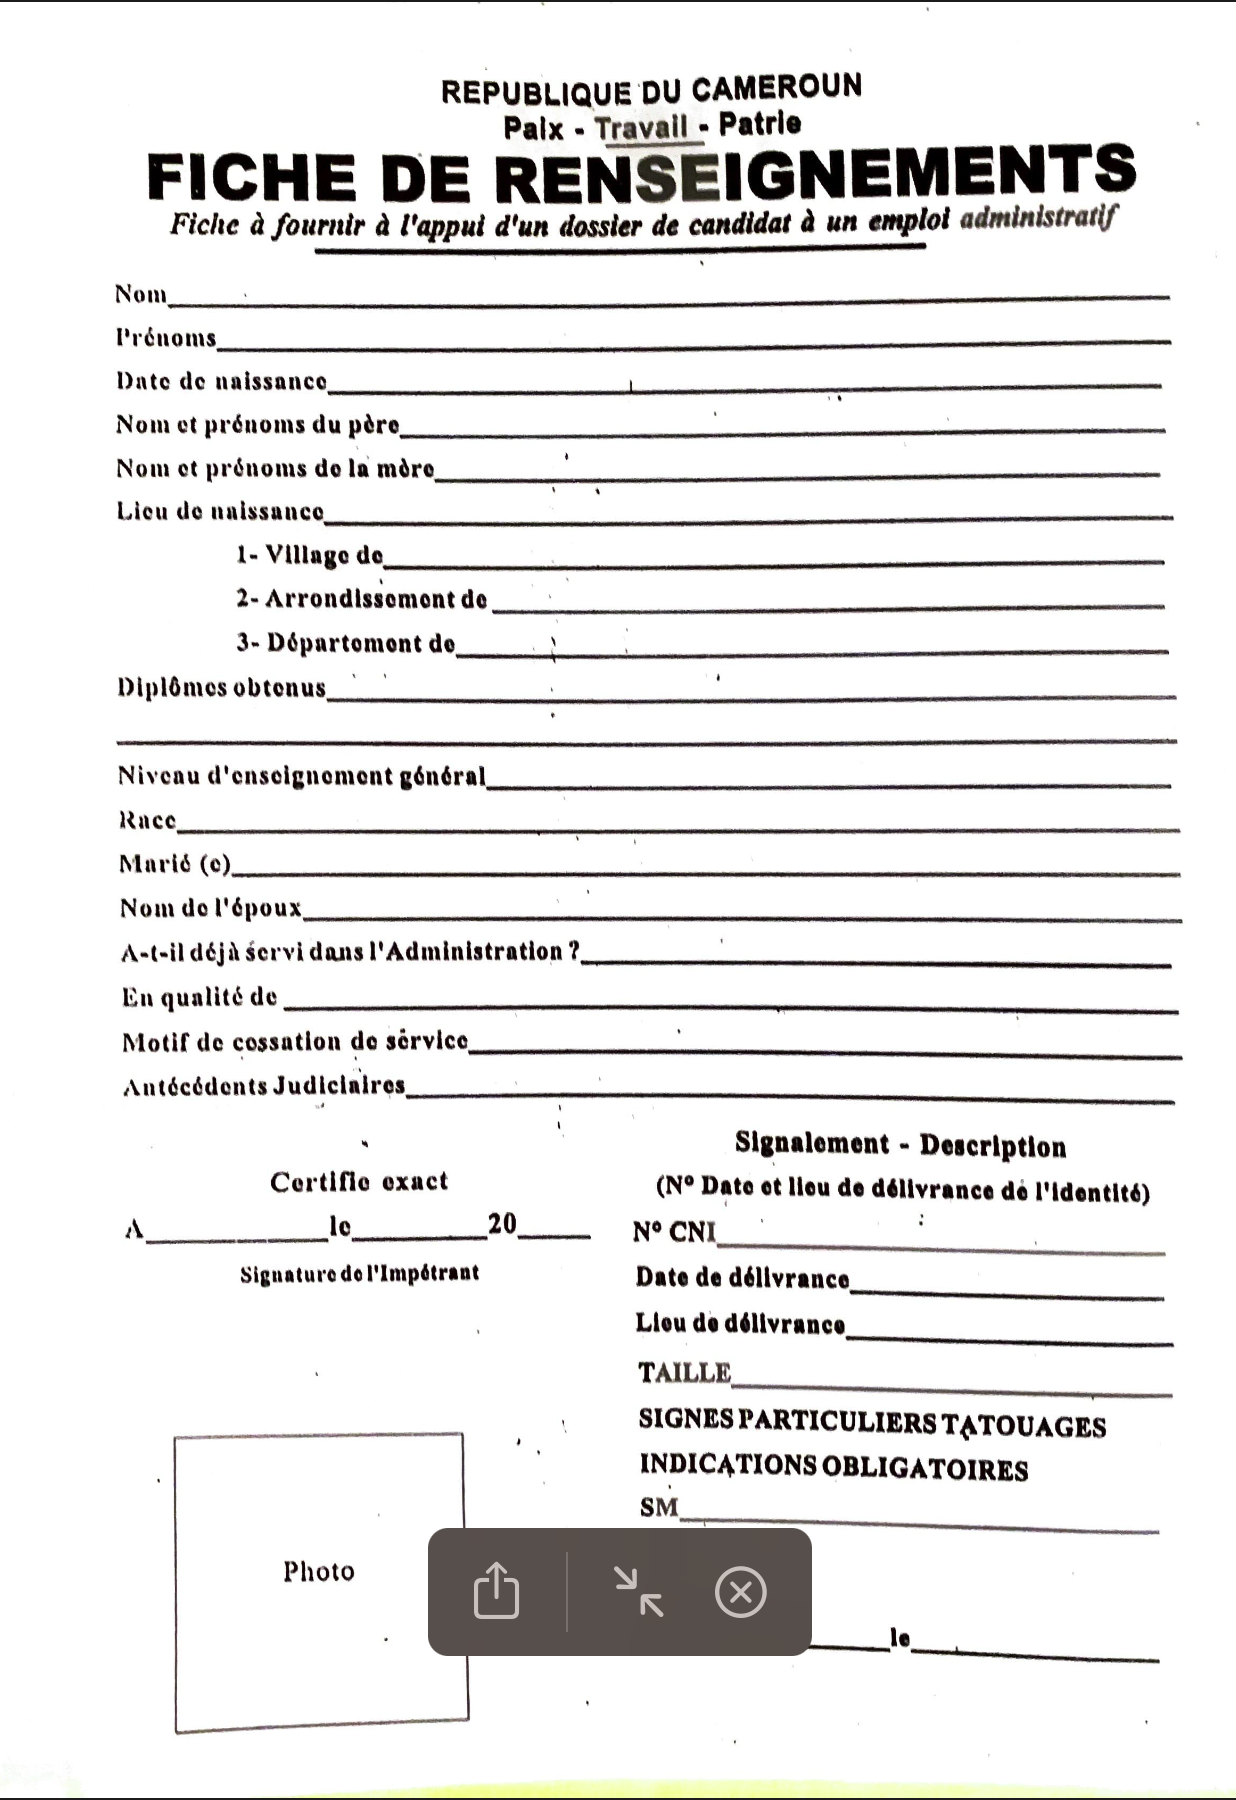 REPUBLIQUE DU CAMEROUN
Paix - Travail - Patrie
FICHE DE RENSEIGNEMENTS
Fiche à fournir à l'appui d'un dossier de candidat à un emploi administratif
Nom
Prénoms
Date de naissance
Nom et prénoms du père
Nom et prénoms de la mère
Lieu de naissance
1- Village de
2- Arrondissement de
3- Département de
Diplômes obtenus
Niveau d'enseignement général
Race
Marié (e)
Nom de l'époux
A-t-il déjà servi dans l'Administration ?
En qualité de
Motif de cessation de service
Antécédents Judiciaires
Certifie exact
A le 20
Signature de l'Impétrant
Photo
Signalement - Description
(N° Date et lieu de délivrance de l'identité)
N° CNI
Date de délivrance
Lieu de délivrance
TAILLE
SIGNES PARTICULIERS TATOUAGES
INDICATIONS OBLIGATOIRES
SM
le